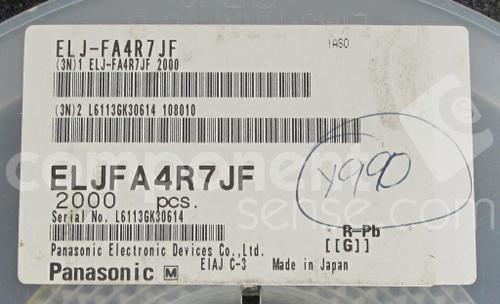 ELJ-FA4R7JF
IASO
(3N)1 ELJ-FA4R7JF 2000
(3N)2 L6113GK30614 108010
component
sense.com
Y990
ELJFA4R7JF
2000 pcs.
Serial No. L6113GK30614
R-Pb
[[G]]
Panasonic Electronic Devices Co.,Ltd.
EIAJ C-3 Made in Japan
Panasonic M